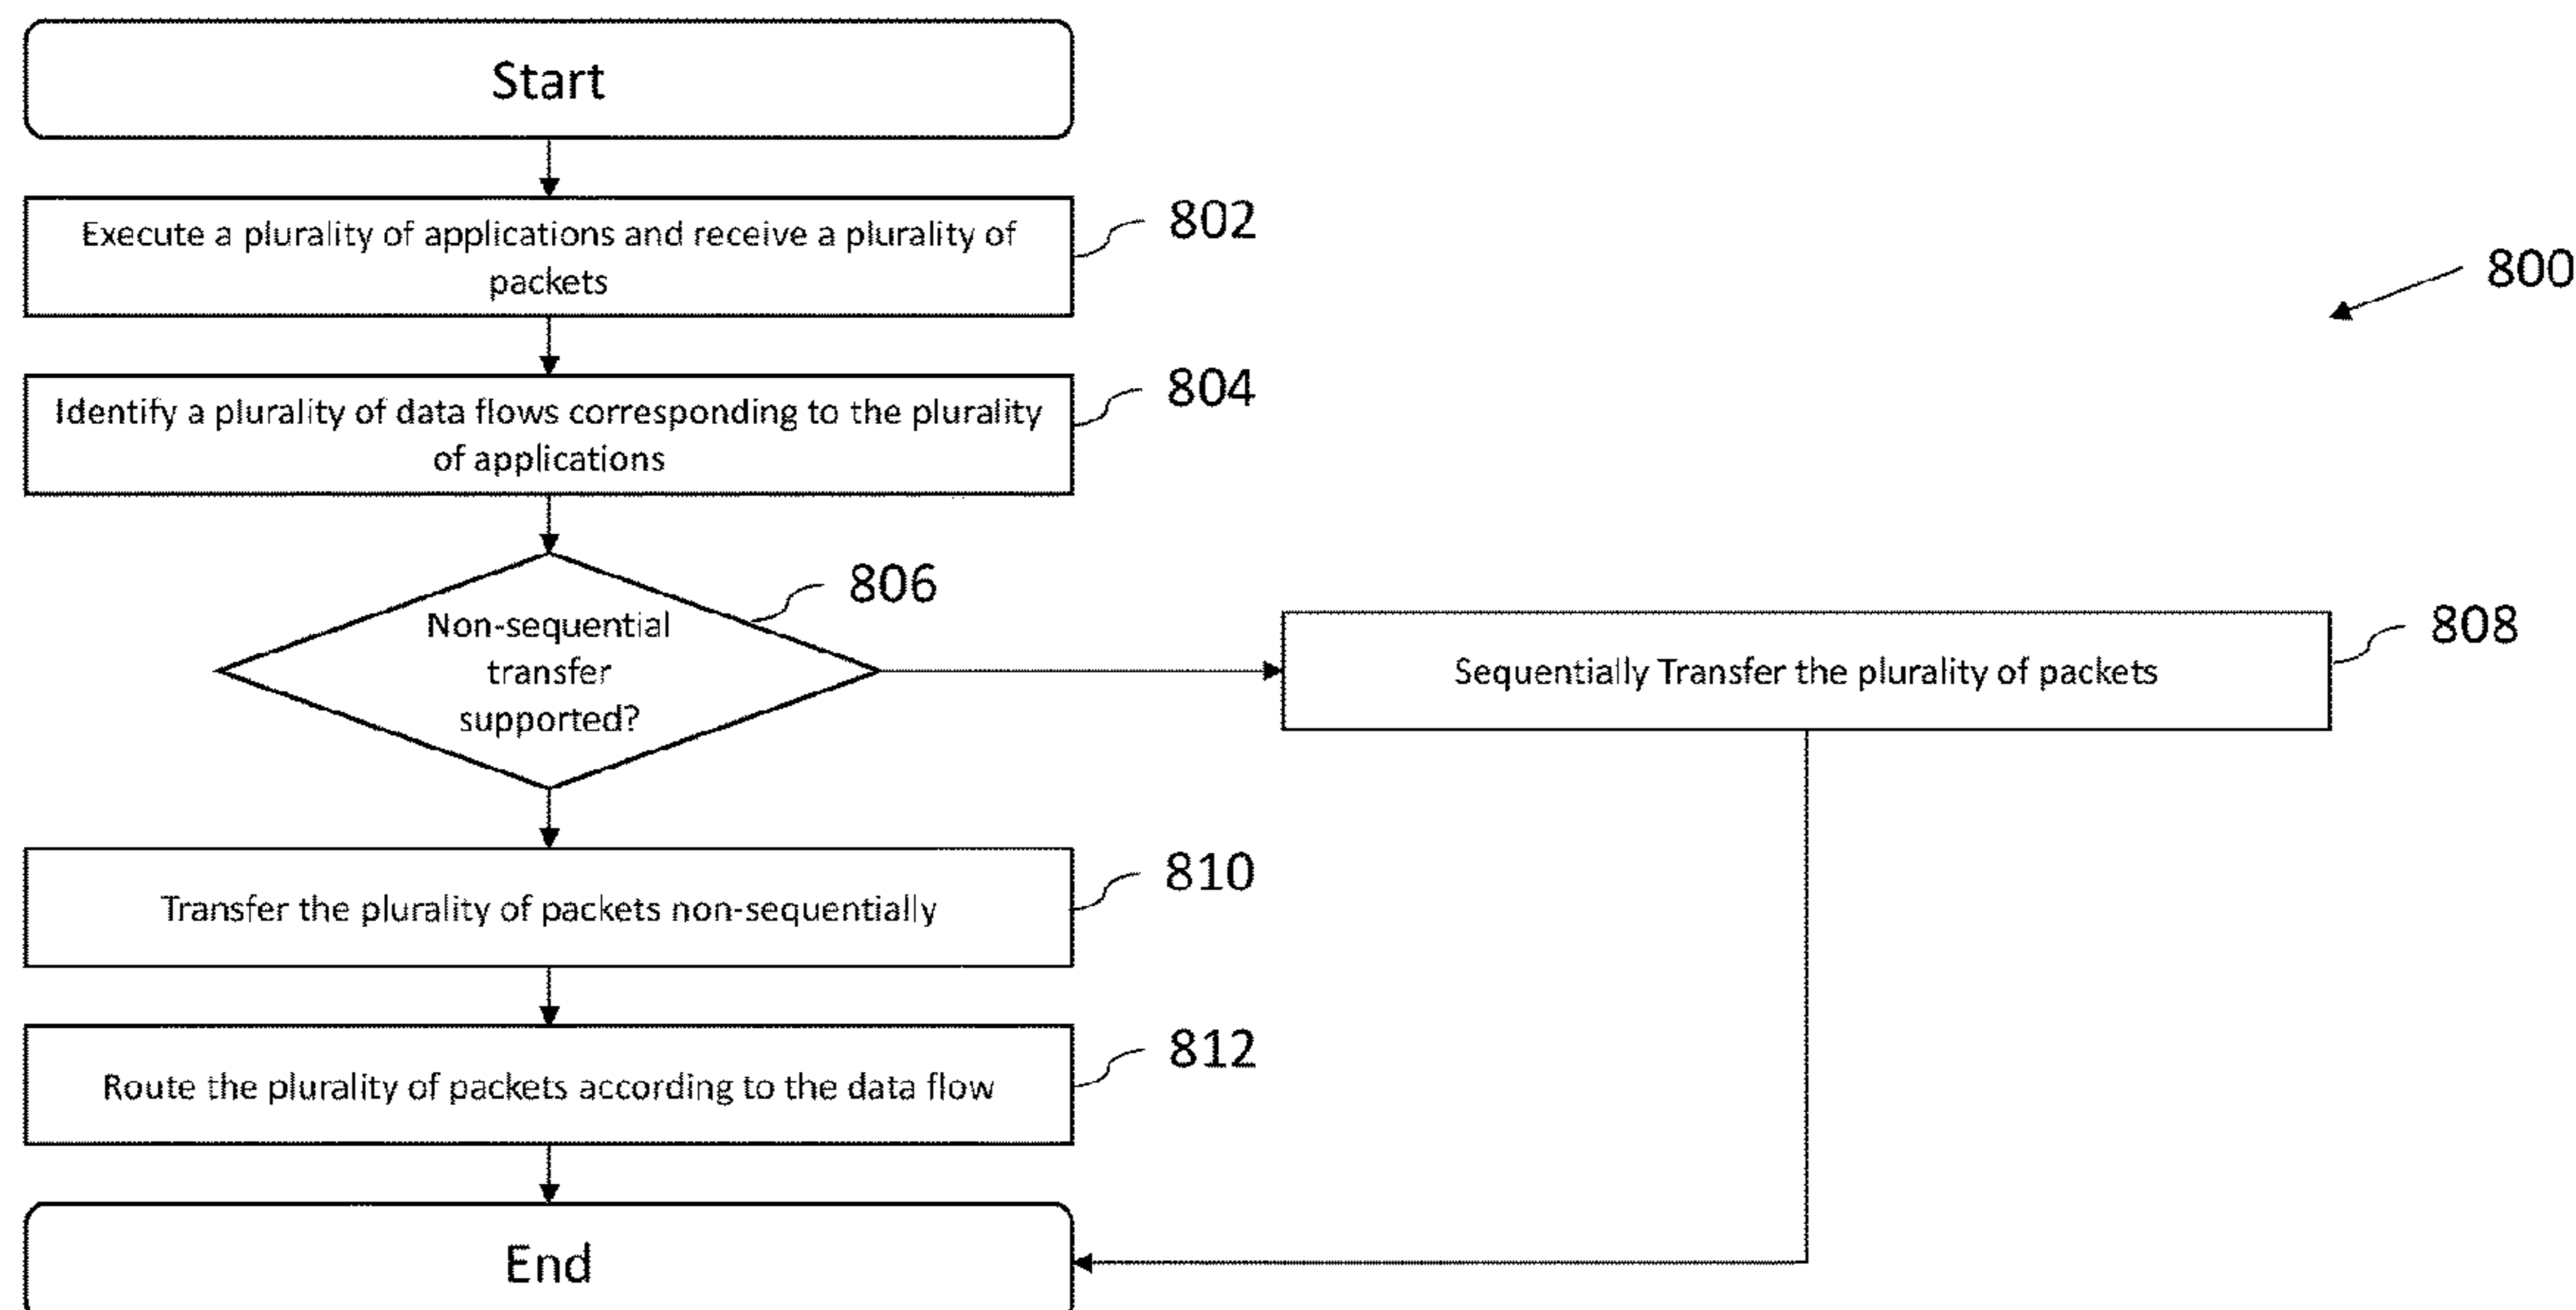 Start
Execute a plurality of applications and receive a plurality of
packets
802
800
Identify a plurality of data flows corresponding to the plurality
of applications
804
Non-sequential
transfer
supported?
806
Sequentially Transfer the plurality of packets
808
Transfer the plurality of packets non-sequentially
810
Route the plurality of packets according to the data flow
812
End